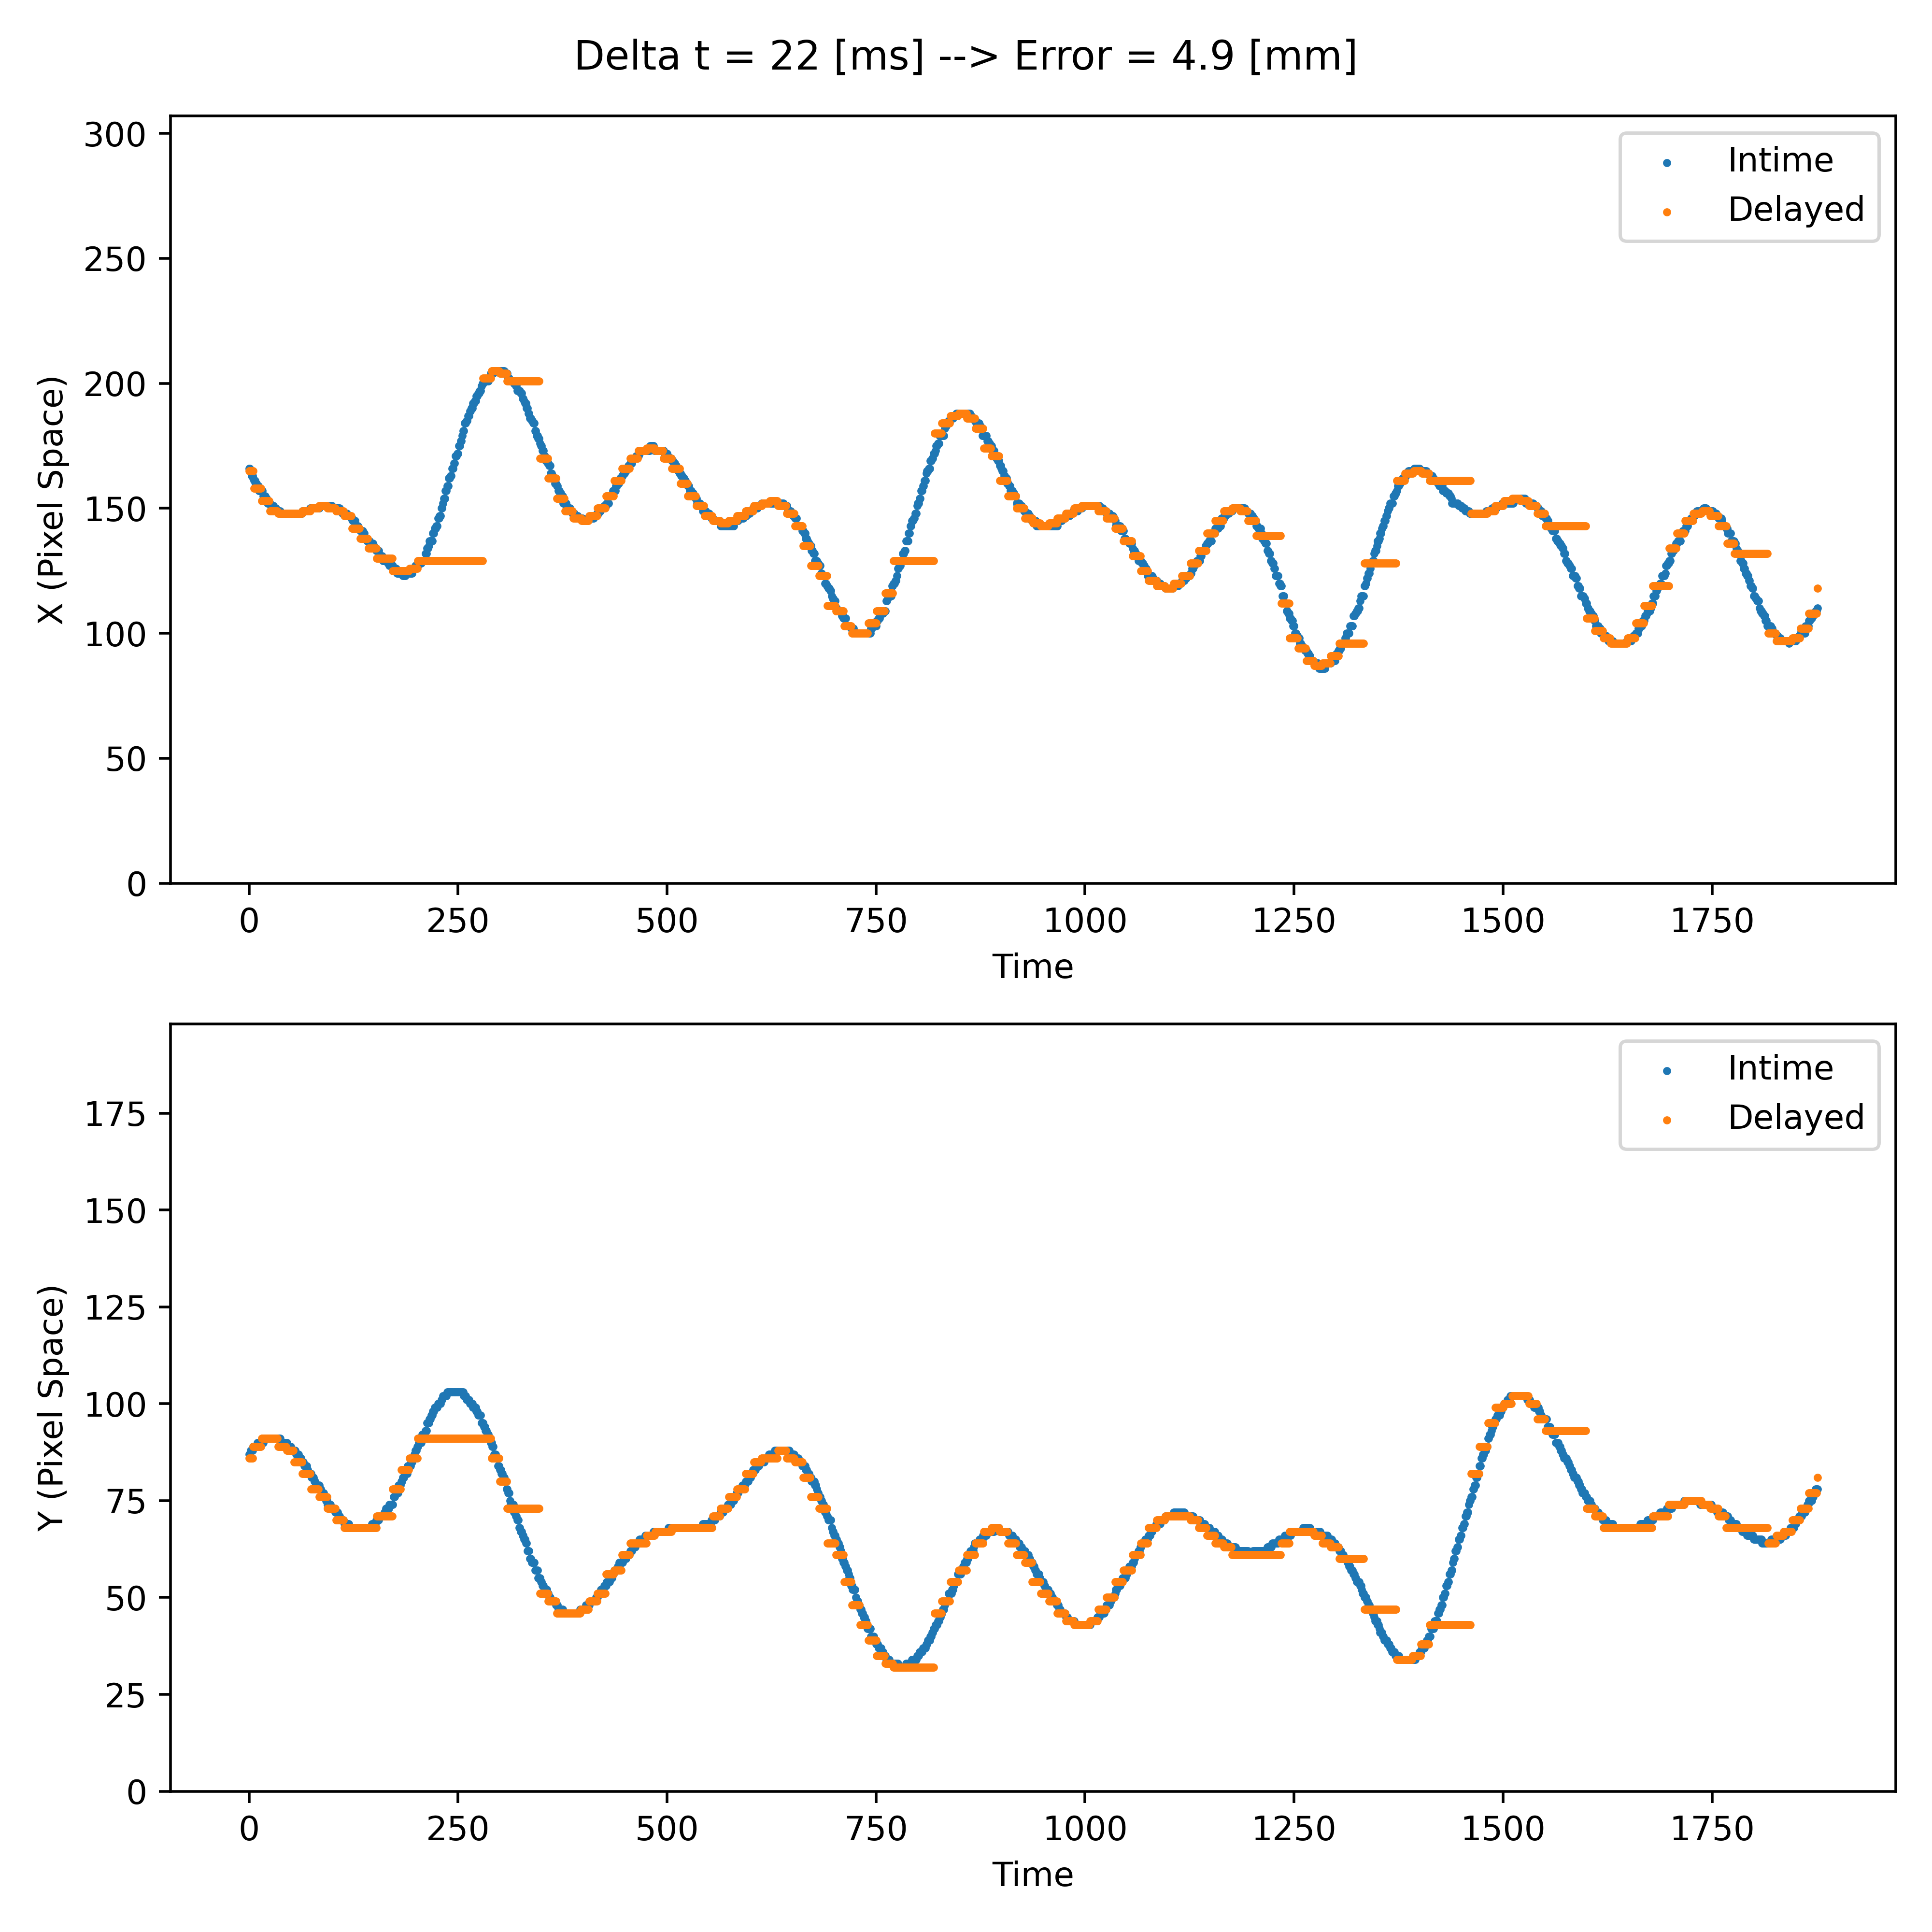 Delta t = 22 [ms] --> Error = 4.9 [mm]
300
250
200
150
100
50
0
X (Pixel Space)
Intime
Delayed
0 250 500 750 1000 1250 1500 1750
Time
175
150
125
100
75
50
25
0
Y (Pixel Space)
Intime
Delayed
0 250 500 750 1000 1250 1500 1750
Time